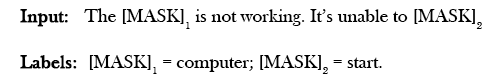 Input: The [MASK]₁ is not working. It’s unable to [MASK]₂
Labels: [MASK]₁ = computer; [MASK]₂ = start.